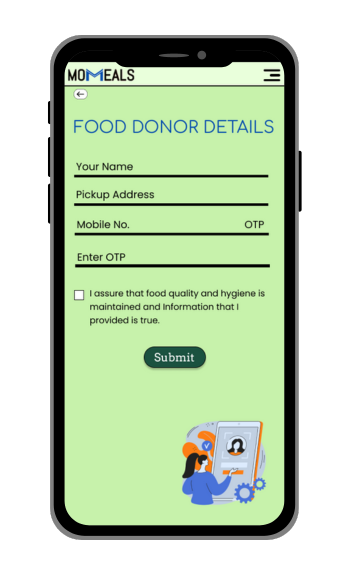 MOMEALS
FOOD DONOR DETAILS
Your Name
Pickup Address
Mobile No. OTP
Enter OTP
I assure that food quality and hygiene is
maintained and Information that I
provided is true.
Submit